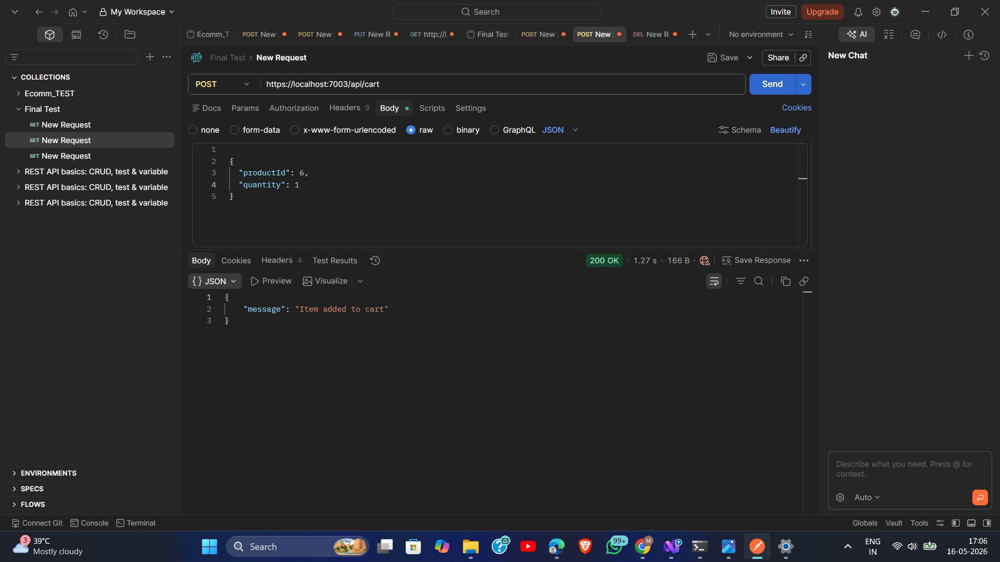 My Workspace
Search
Invite
Upgrade
Ecomm_T
POST New
POST New
PUT New R
GET http://l
Final Test
POST New
POST New
DEL New R
No environment
AI
HTTP
Final Test > New Request
Save
Share
New Chat
COLLECTIONS
Ecomm_TEST
Final Test
GET New Request
GET New Request
GET New Request
REST API basics: CRUD, test & variable
REST API basics: CRUD, test & variable
REST API basics: CRUD, test & variable
POST
https://localhost:7003/api/cart
Send
Docs
Params
Authorization
Headers 9
Body
Scripts
Settings
Cookies
none
form-data
x-www-form-urlencoded
raw
binary
GraphQL
JSON
Schema
Beautify
1
2 {
3 "productId": 6,
4 "quantity": 1
5 }
Body
Cookies
Headers 4
Test Results
200 OK
1.27 s
166 B
e.g. Save Response
{ } JSON
Preview
Visualize
1 {
2 "message": "Item added to cart"
3 }
Describe what you need. Press @ for
context.
Auto
ENVIRONMENTS
SPECS
FLOWS
Connect Git
Console
Terminal
Globals
Vault
Tools
3
39°C
Mostly cloudy
Search
99+
M
ENG
IN
17:06
16-05-2026